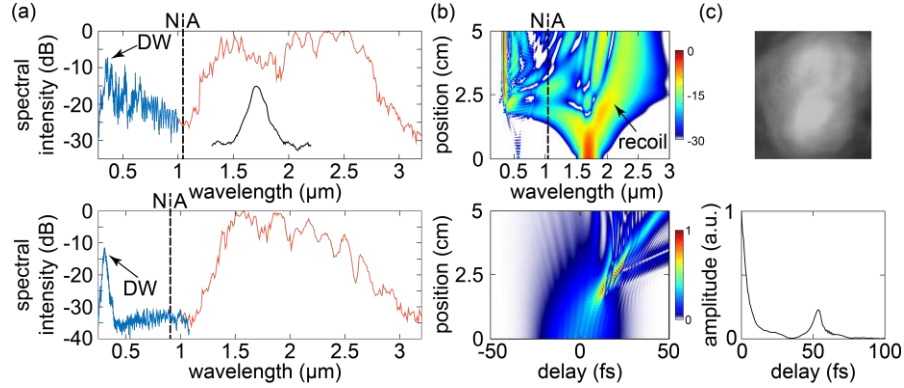 (a)
N A
DW
spectral
intensity (dB)
0
-10
-20
-30
0.5 1 1.5 2 2.5 3
wavelength (μm)
N A
DW
spectral
intensity (dB)
0
-10
-20
-30
-40
0.5 1 1.5 2 2.5 3
wavelength (μm)
(b)
N A
position (cm)
5
2.5
0
recoil
0
-15
-30
0.5 1 1.5 2 2.5 3
wavelength (μm)
position (cm)
5
2.5
0
1
0
-50 0 50
delay (fs)
(c)
amplitude (a.u.)
1
0
0 50 100
delay (fs)